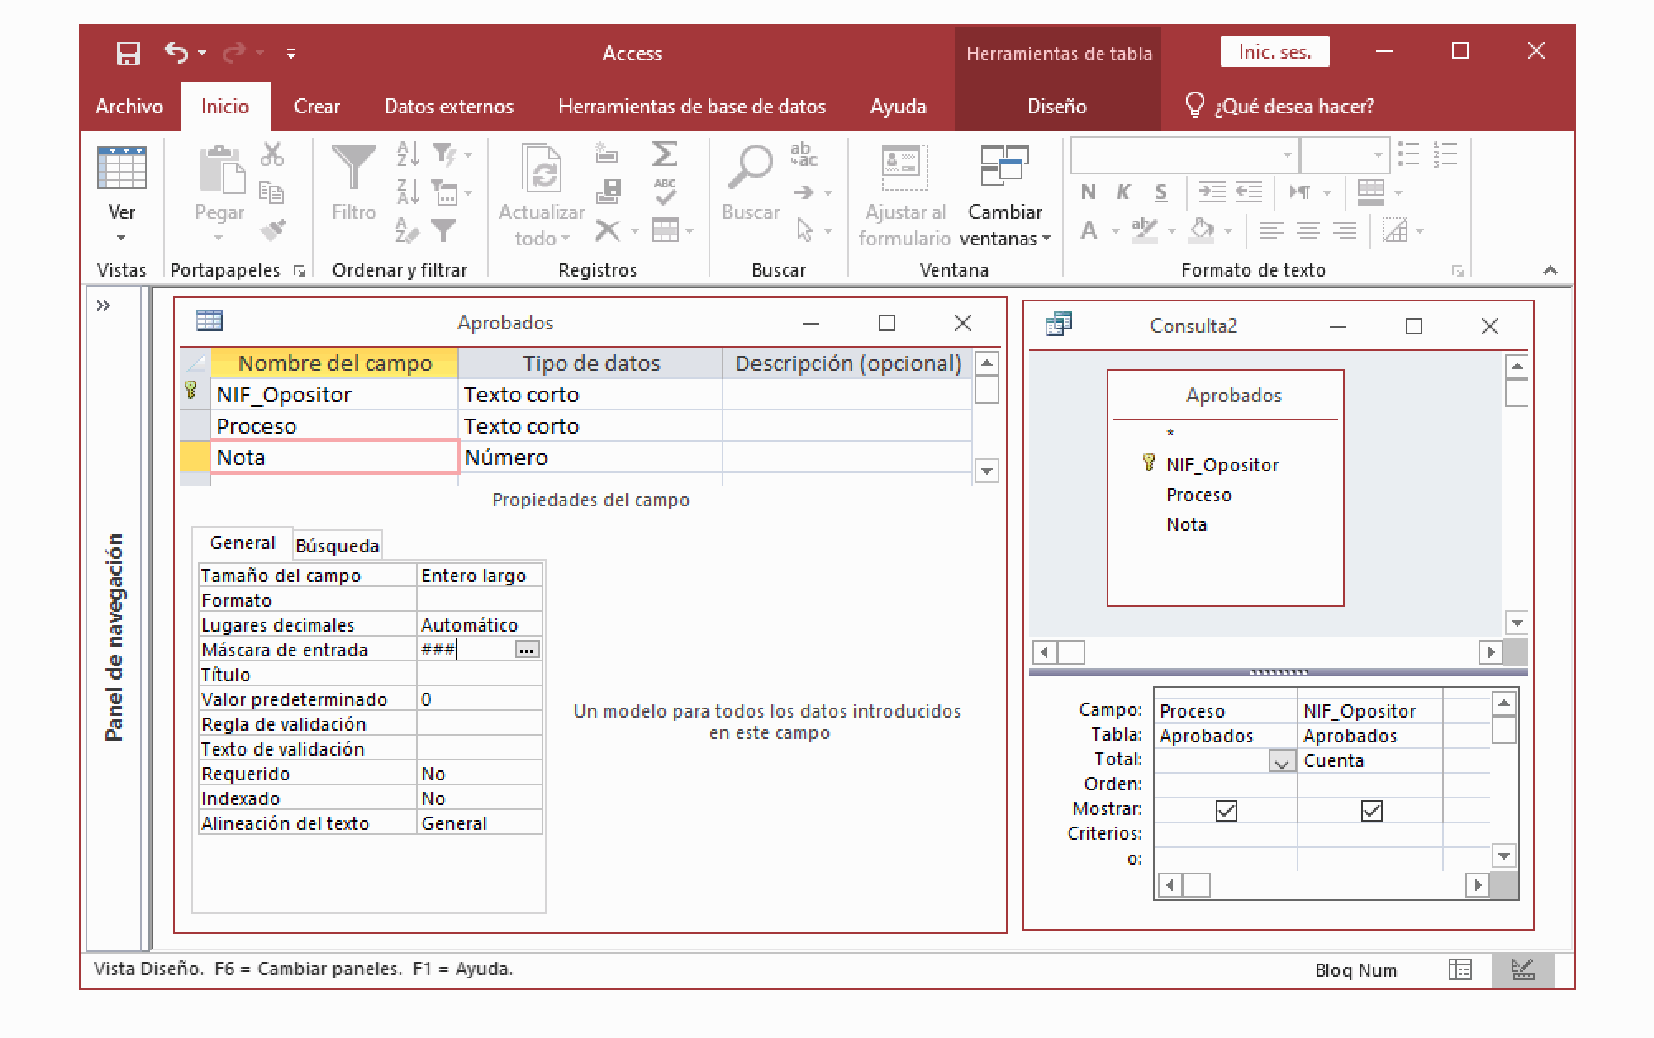 Access
Herramientas de tabla
Inic. ses.
Archivo Inicio Crear Datos externos Herramientas de base de datos Ayuda Diseño ¿Qué desea hacer?
Ver
Vistas
Pegar
Portapapeles
Filtro
Ordenar y filtrar
Actualizar
todo
Registros
Buscar
Buscar
Ajustar al
formulario
Cambiar
ventanas
Ventana
N K S
A
Formato de texto
»
Panel de navegación
Aprobados
Nombre del campo Tipo de datos Descripción (opcional)
NIF_Opositor Texto corto
Proceso Texto corto
Nota Número
Propiedades del campo
General Búsqueda
Tamaño del campo Entero largo
Formato
Lugares decimales Automático
Máscara de entrada ### ...
Título
Valor predeterminado 0
Regla de validación
Texto de validación
Requerido No
Indexado No
Alineación del texto General
Un modelo para todos los datos introducidos
en este campo
Consulta2
Aprobados
*
NIF_Opositor
Proceso
Nota
Campo: Proceso NIF_Opositor
Tabla: Aprobados Aprobados
Total: Cuenta
Orden:
Mostrar:
Criterios:
o:
Vista Diseño. F6 = Cambiar paneles. F1 = Ayuda.
Bloq Num